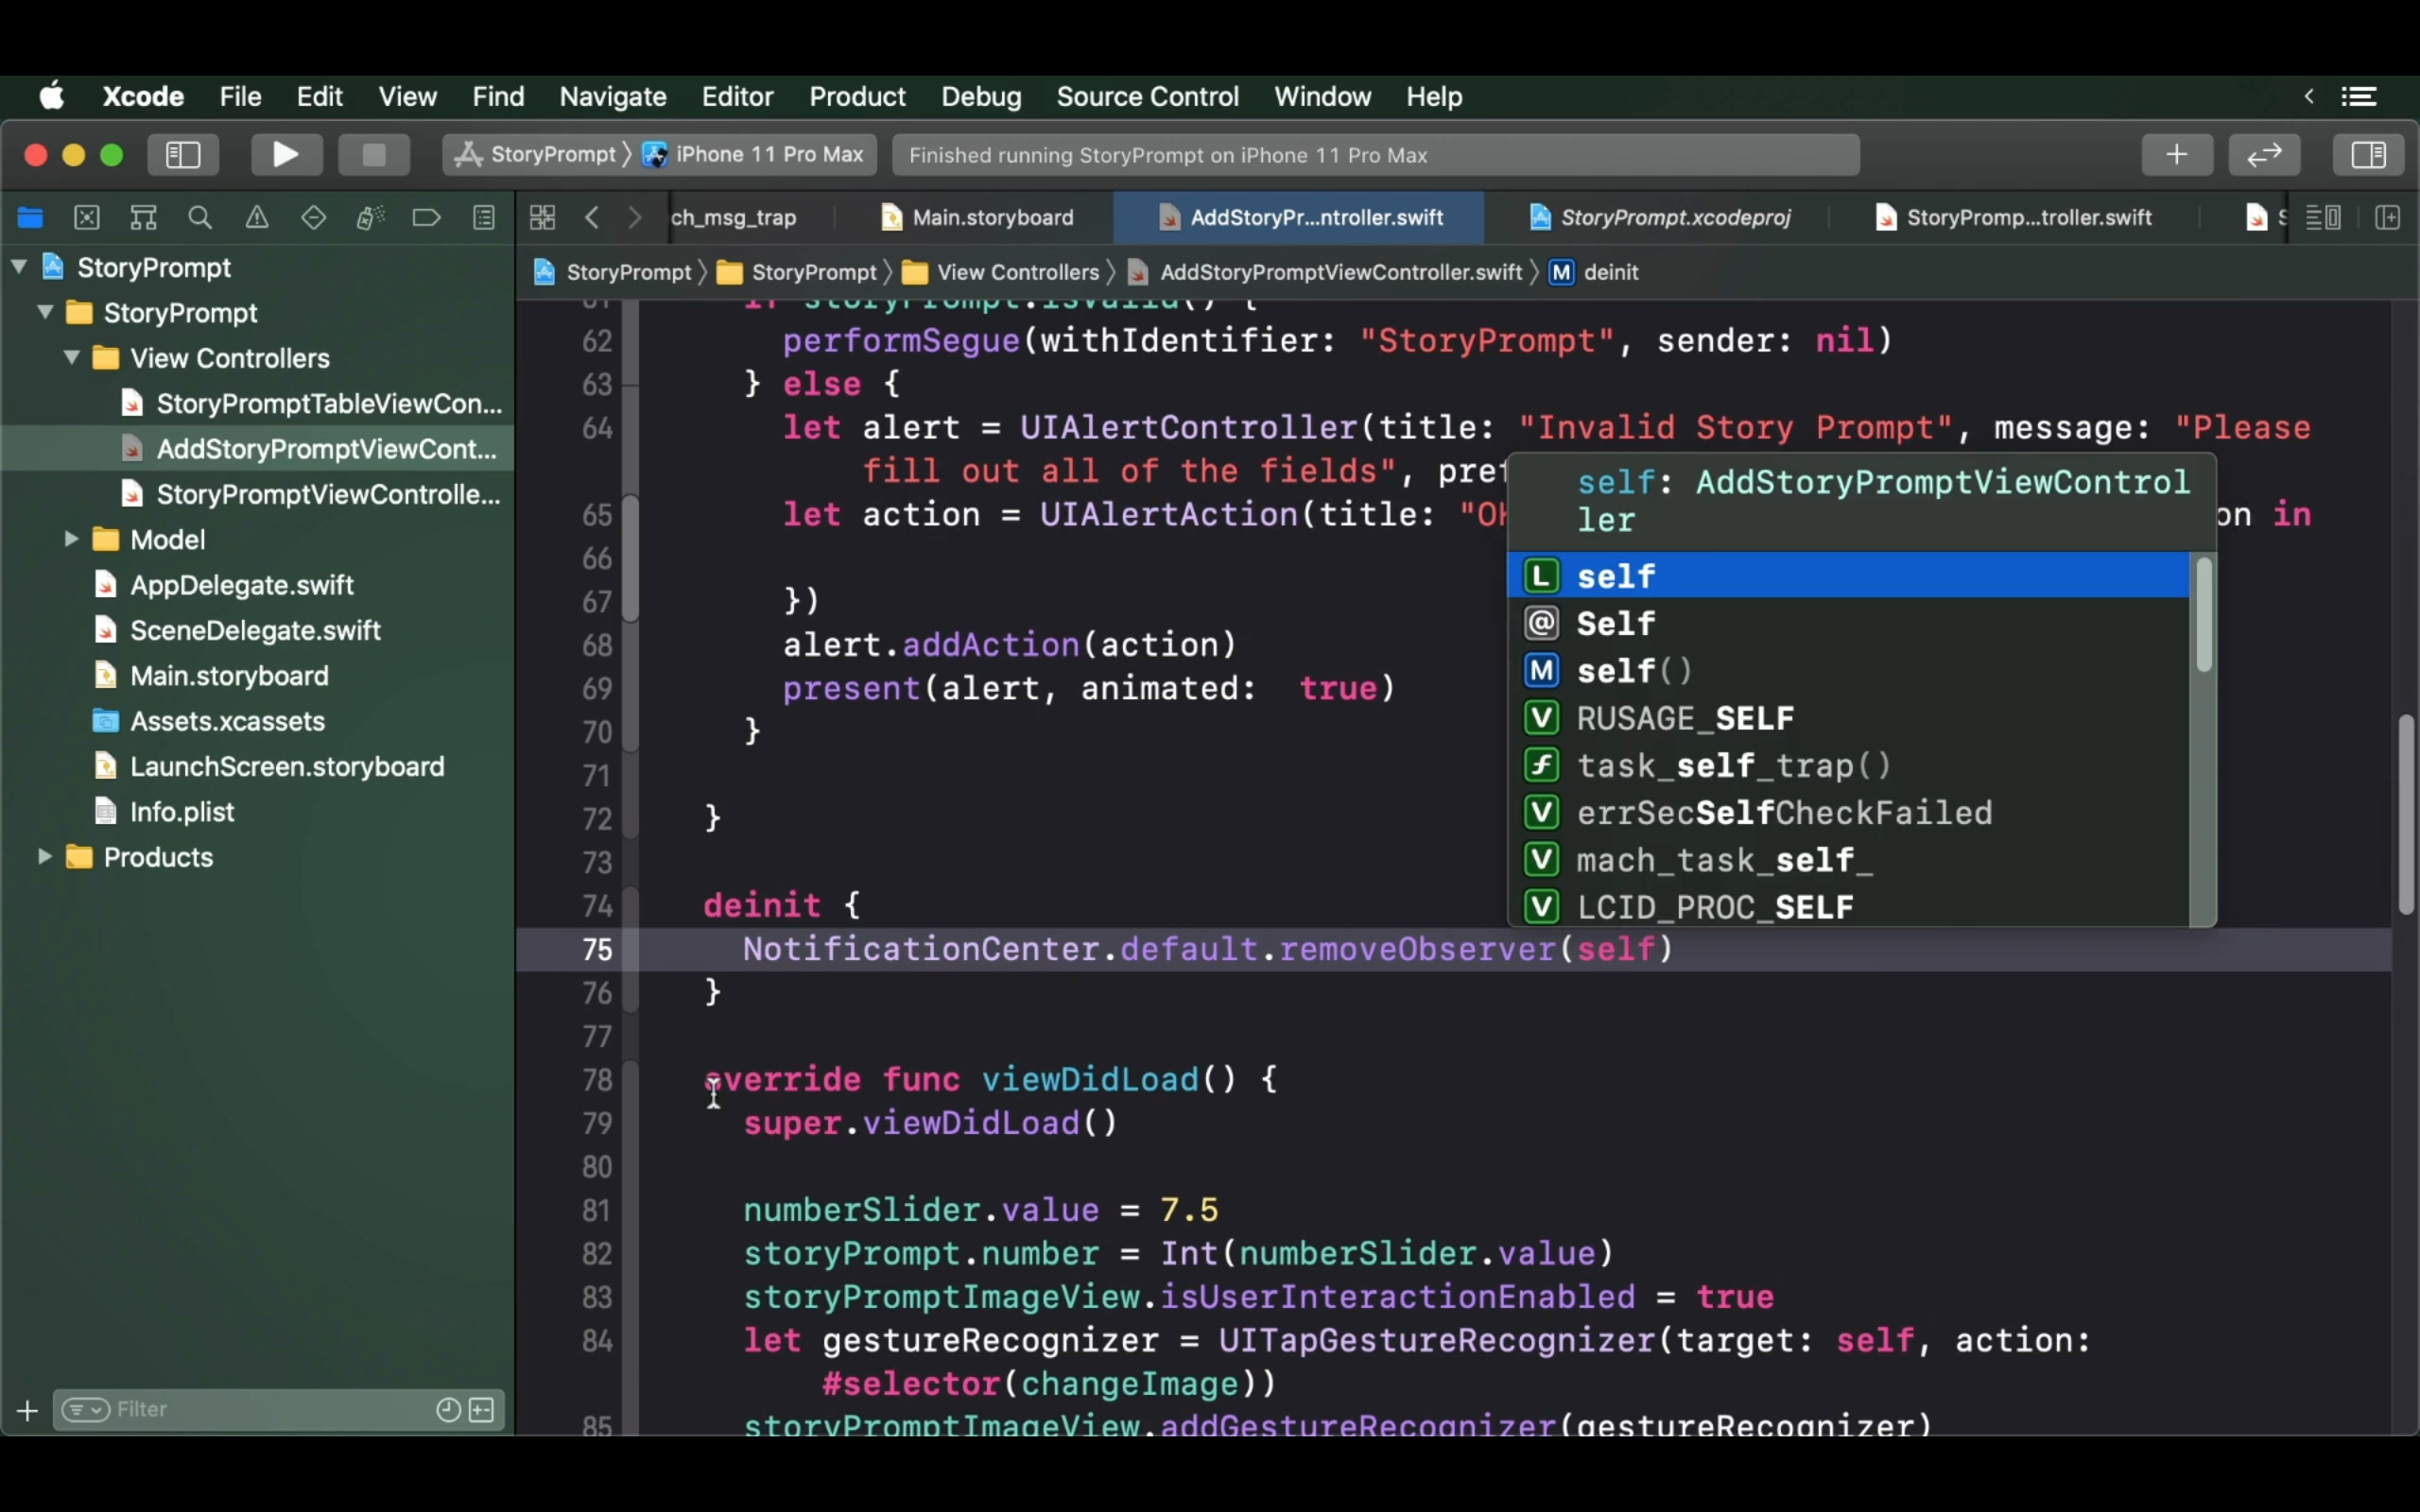 Xcode File Edit View Find Navigate Editor Product Debug Source Control Window Help
StoryPrompt 〉 iPhone 11 Pro Max
Finished running StoryPrompt on iPhone 11 Pro Max
ch_msg_trap
Main.storyboard
AddStoryPr...ntroller.swift
StoryPrompt.xcodeproj
StoryPromp...troller.swift
StoryPrompt 〉 StoryPrompt 〉 View Controllers 〉 AddStoryPromptViewController.swift 〉 M deinit
StoryPrompt
StoryPrompt
View Controllers
StoryPromptTableViewCon...
AddStoryPromptViewCont...
StoryPromptViewControlle...
Model
AppDelegate.swift
SceneDelegate.swift
Main.storyboard
Assets.xcassets
LaunchScreen.storyboard
Info.plist
Products
Filter
61 if storyPrompt.isValid() {
62 performSegue(withIdentifier: "StoryPrompt", sender: nil)
63 } else {
64 let alert = UIAlertController(title: "Invalid Story Prompt", message: "Please
fill out all of the fields", pref
65 let action = UIAlertAction(title: "OK on in
66
67 })
68 alert.addAction(action)
69 present(alert, animated: true)
70 }
71
72 }
73
74 deinit {
75 NotificationCenter.default.removeObserver(self)
76 }
77
78 override func viewDidLoad() {
79 super.viewDidLoad()
80
81 numberSlider.value = 7.5
82 storyPrompt.number = Int(numberSlider.value)
83 storyPromptImageView.isUserInteractionEnabled = true
84 let gestureRecognizer = UITapGestureRecognizer(target: self, action:
#selector(changeImage))
85 storyPromptImageView.addGestureRecognizer(gestureRecognizer)
self: AddStoryPromptViewControl
ler
L self
@ Self
M self()
V RUSAGE_SELF
f task_self_trap()
V errSecSelfCheckFailed
V mach_task_self_
V LCID_PROC_SELF